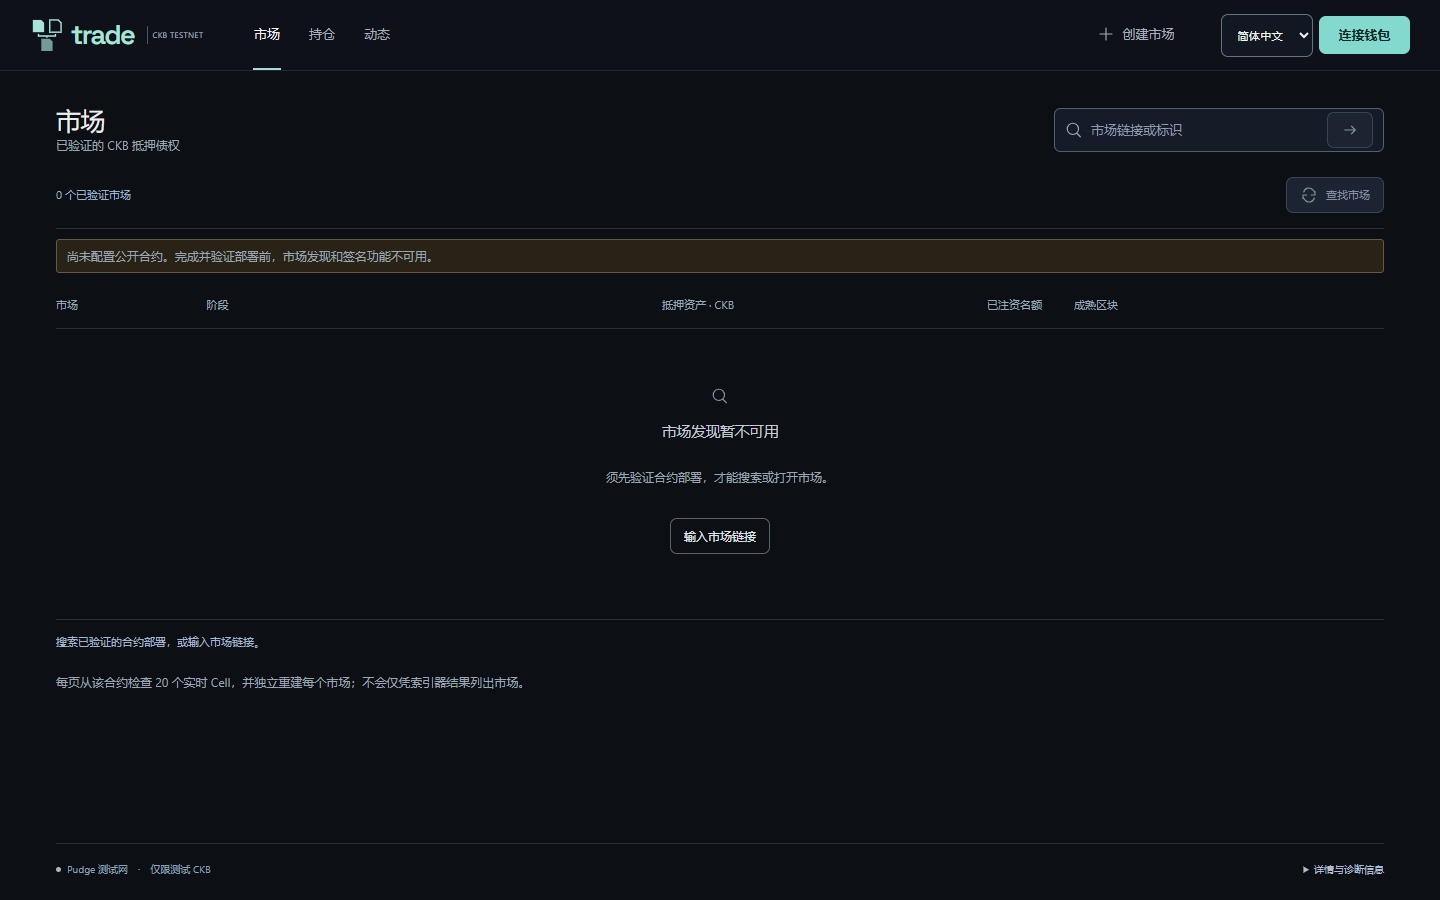 trade
CKB TESTNET
市场
持仓
动态
创建市场
简体中文
连接钱包
市场
已验证的 CKB 抵押债权
市场链接或标识
0 个已验证市场
查找市场
尚未配置公开合约。完成并验证部署前，市场发现和签名功能不可用。
市场
阶段
抵押资产 · CKB
已注资名额
成熟区块
市场发现暂不可用
须先验证合约部署，才能搜索或打开市场。
输入市场链接
搜索已验证的合约部署，或输入市场链接。
每页从该合约检查 20 个实时 Cell，并独立重建每个市场；不会仅凭索引器结果列出市场。
Pudge 测试网 · 仅限测试 CKB
详情与诊断信息